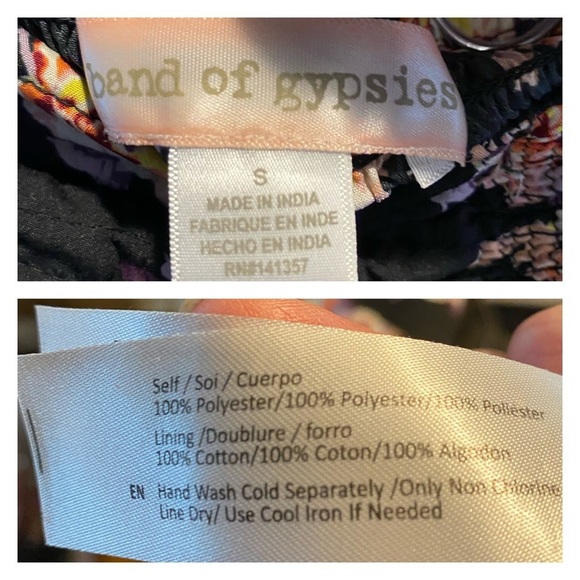 band of gypsies
S
MADE IN INDIA
FABRIQUE EN INDE
HECHO EN INDIA
RN#141357
Self / Soi / Cuerpo
100% Polyester/100% Polyester/100% Poliéster
Lining /Doublure / forro
100% Cotton/100% Coton/100% Algodon
EN Hand Wash Cold Separately /Only Non Chlorine
Line Dry/ Use Cool Iron If Needed